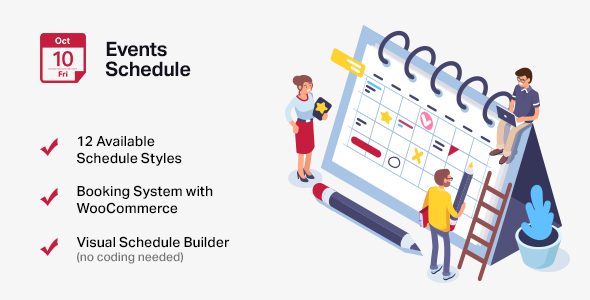 Oct
10
Fri
Events
Schedule
12 Available
Schedule Styles
Booking System with
WooCommerce
Visual Schedule Builder
(no coding needed)